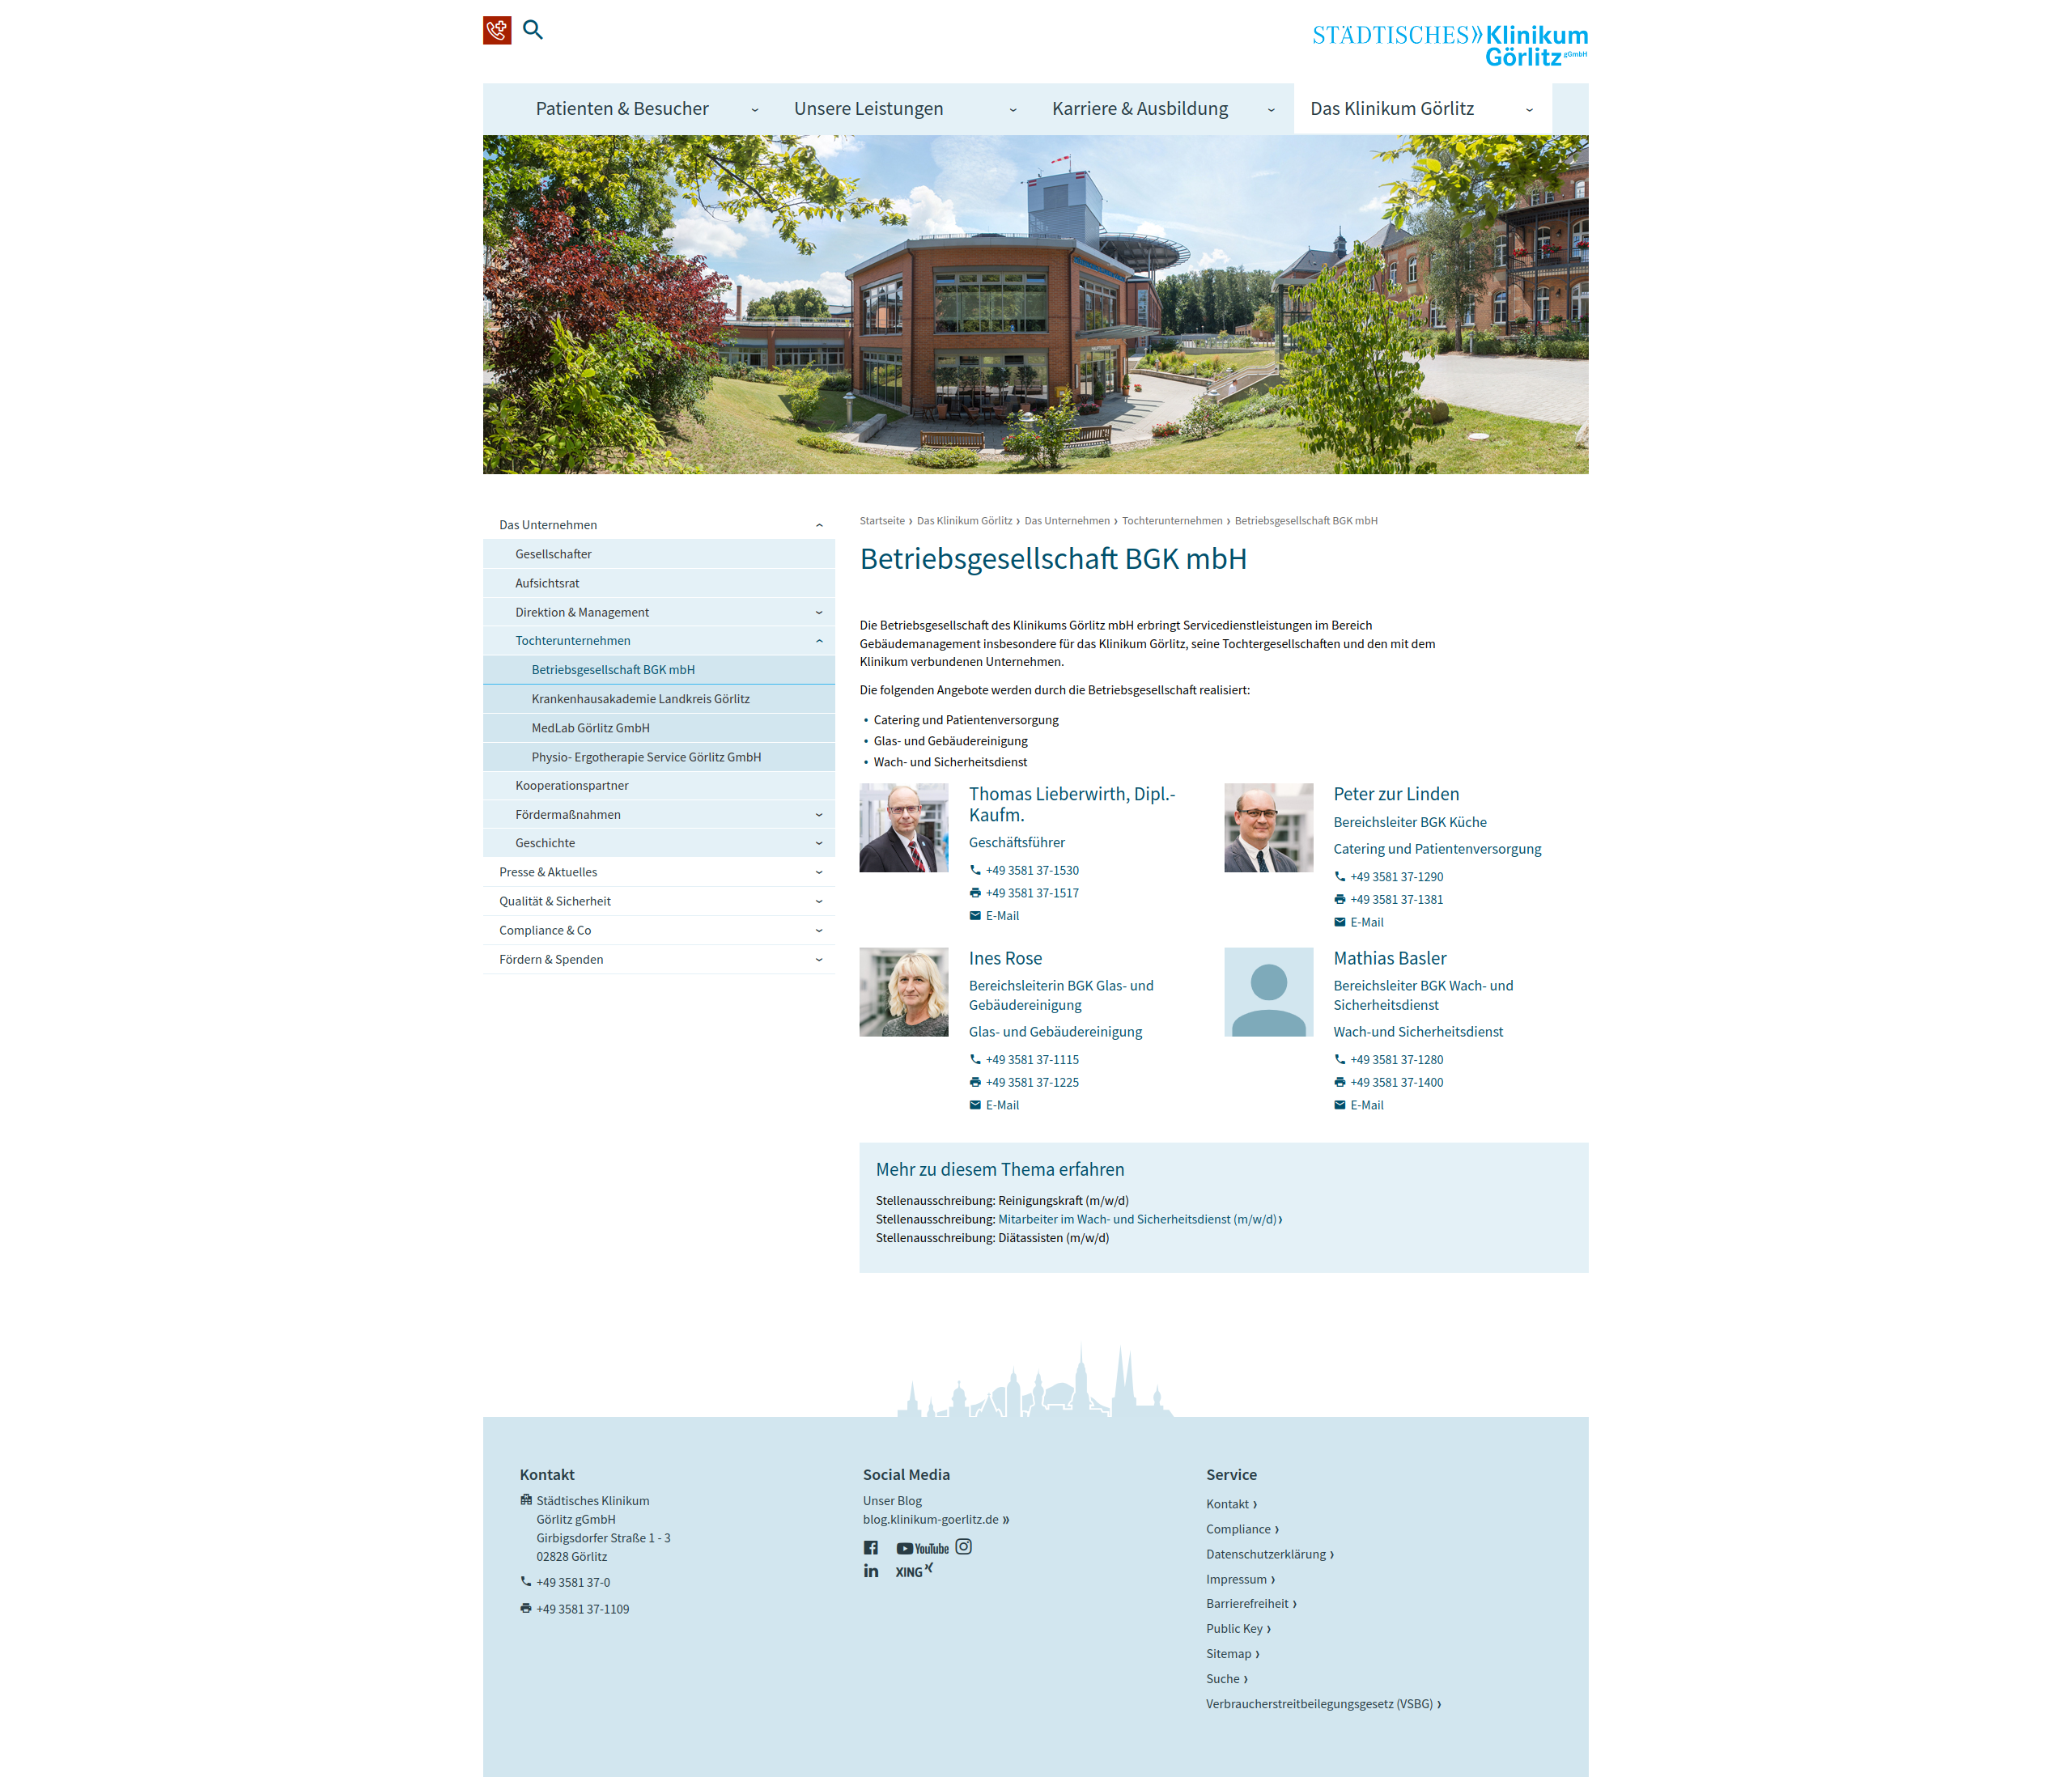 STÄDTISCHES Klinikum
Görlitz gGmbH
Patienten & Besucher
Unsere Leistungen
Karriere & Ausbildung
Das Klinikum Görlitz
Das Unternehmen
Gesellschafter
Aufsichtsrat
Direktion & Management
Tochterunternehmen
Betriebsgesellschaft BGK mbH
Krankenhausakademie Landkreis Görlitz
MedLab Görlitz GmbH
Physio- Ergotherapie Service Görlitz GmbH
Kooperationspartner
Fördermaßnahmen
Geschichte
Presse & Aktuelles
Qualität & Sicherheit
Compliance & Co
Fördern & Spenden
Startseite › Das Klinikum Görlitz › Das Unternehmen › Tochterunternehmen › Betriebsgesellschaft BGK mbH
Betriebsgesellschaft BGK mbH
Die Betriebsgesellschaft des Klinikums Görlitz mbH erbringt Servicedienstleistungen im Bereich
Gebäudemanagement insbesondere für das Klinikum Görlitz, seine Tochtergesellschaften und den mit dem
Klinikum verbundenen Unternehmen.
Die folgenden Angebote werden durch die Betriebsgesellschaft realisiert:
• Catering und Patientenversorgung
• Glas- und Gebäudereinigung
• Wach- und Sicherheitsdienst
Thomas Lieberwirth, Dipl.-
Kaufm.
Geschäftsführer
+49 3581 37-1530
+49 3581 37-1517
E-Mail
Peter zur Linden
Bereichsleiter BGK Küche
Catering und Patientenversorgung
+49 3581 37-1290
+49 3581 37-1381
E-Mail
Ines Rose
Bereichsleiterin BGK Glas- und
Gebäudereinigung
Glas- und Gebäudereinigung
+49 3581 37-1115
+49 3581 37-1225
E-Mail
Mathias Basler
Bereichsleiter BGK Wach- und
Sicherheitsdienst
Wach-und Sicherheitsdienst
+49 3581 37-1280
+49 3581 37-1400
E-Mail
Mehr zu diesem Thema erfahren
Stellenausschreibung: Reinigungskraft (m/w/d)
Stellenausschreibung: Mitarbeiter im Wach- und Sicherheitsdienst (m/w/d)›
Stellenausschreibung: Diätassisten (m/w/d)
Kontakt
Städtisches Klinikum
Görlitz gGmbH
Girbigsdorfer Straße 1 - 3
02828 Görlitz
+49 3581 37-0
+49 3581 37-1109
Social Media
Unser Blog
blog.klinikum-goerlitz.de »
YouTube
in XING
Service
Kontakt ›
Compliance ›
Datenschutzerklärung ›
Impressum ›
Barrierefreiheit ›
Public Key ›
Sitemap ›
Suche ›
Verbraucherstreitbeilegungsgesetz (VSBG) ›